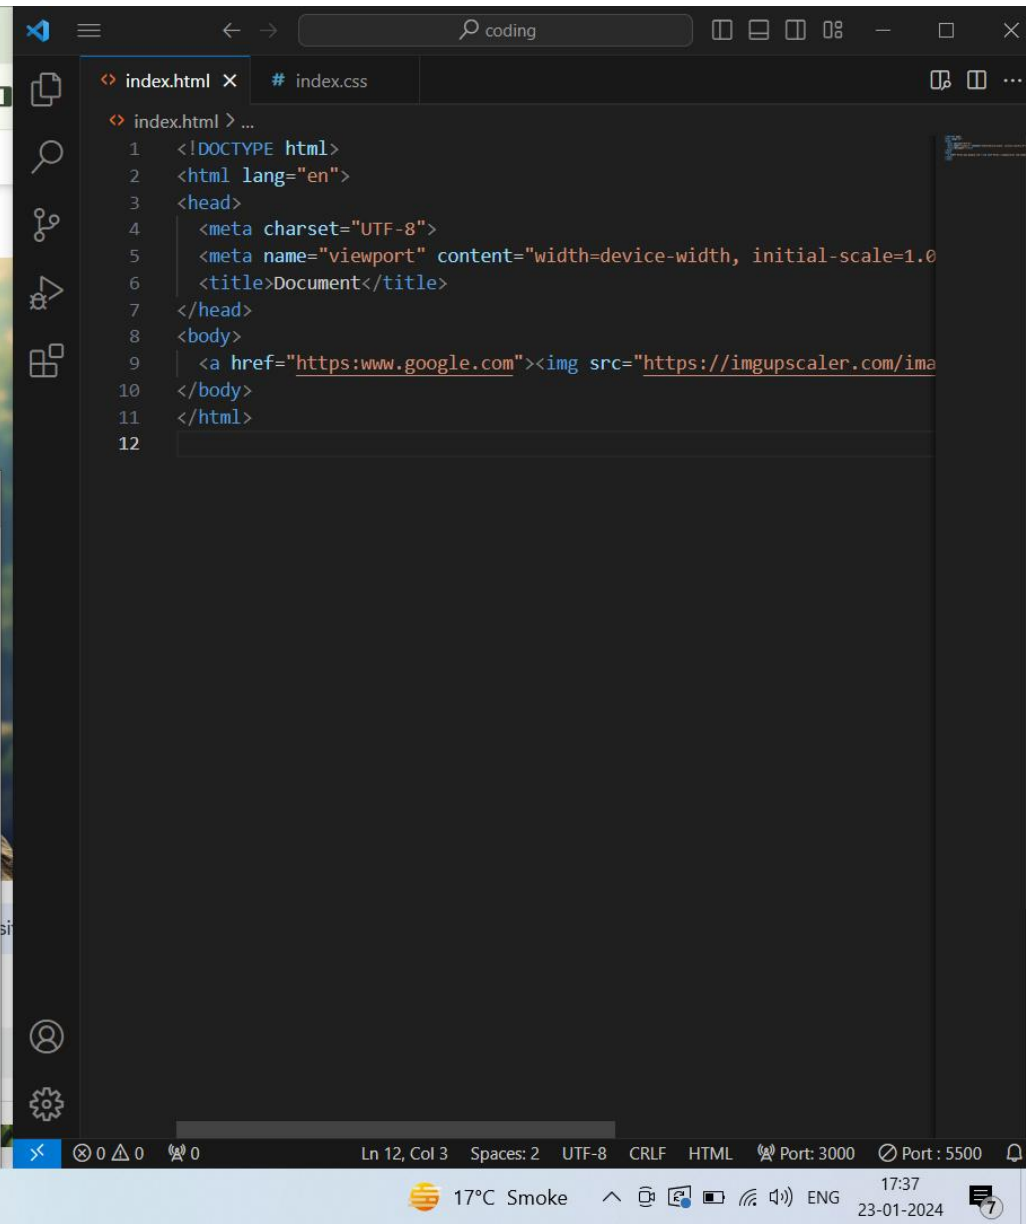 coding
index.html
# index.css
index.html > ...
1 <!DOCTYPE html>
2 <html lang="en">
3 <head>
4 <meta charset="UTF-8">
5 <meta name="viewport" content="width=device-width, initial-scale=1.0
6 <title>Document</title>
7 </head>
8 <body>
9 <a href="https:www.google.com"><img src="https://imgupscaler.com/ima
10 </body>
11 </html>
12
si
0 0 0 Ln 12, Col 3 Spaces: 2 UTF-8 CRLF HTML Port: 3000 Port : 5500
17°C Smoke ENG 17:37
23-01-2024 7